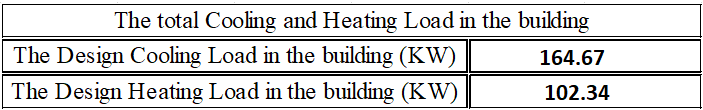 The total Cooling and Heating Load in the building
The Design Cooling Load in the building (KW) 164.67
The Design Heating Load in the building (KW) 102.34